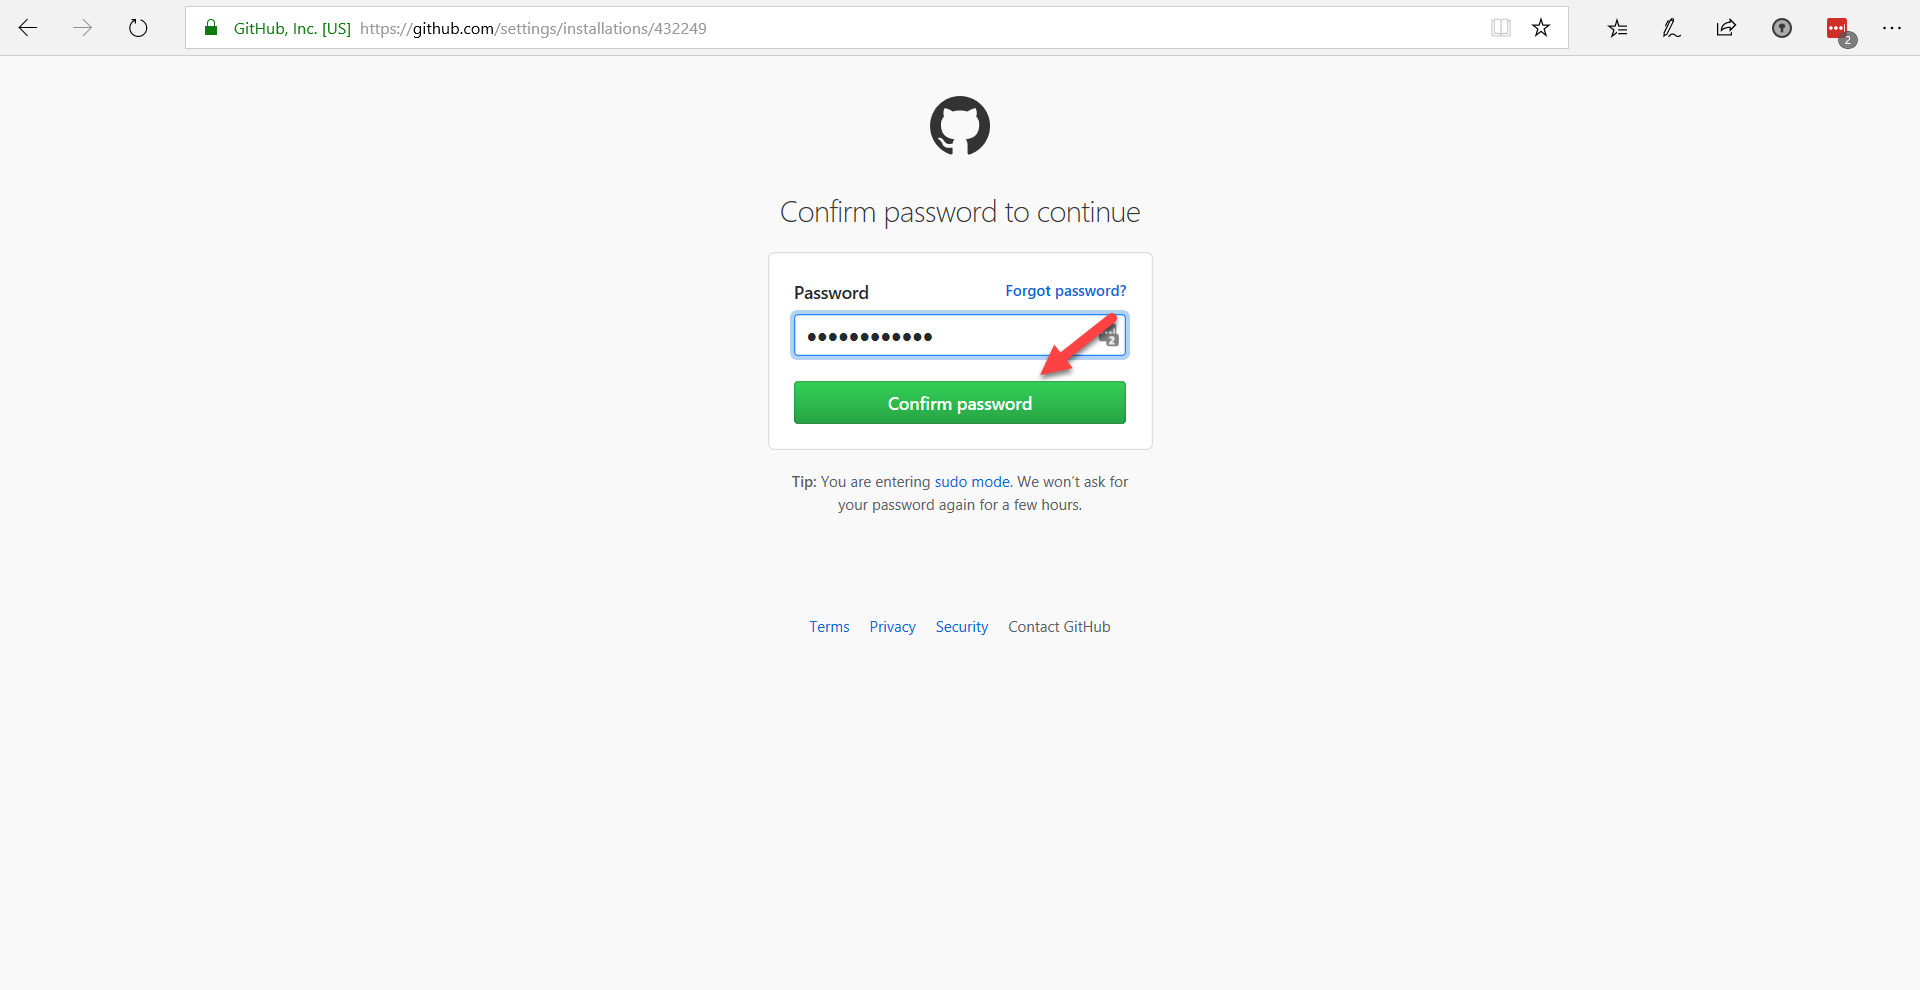 GitHub, Inc. [US] https://github.com/settings/installations/432249
2
Confirm password to continue
Password Forgot password?
●●●●●●●●●●●● 2
Confirm password
Tip: You are entering sudo mode. We won't ask for
your password again for a few hours.
Terms Privacy Security Contact GitHub